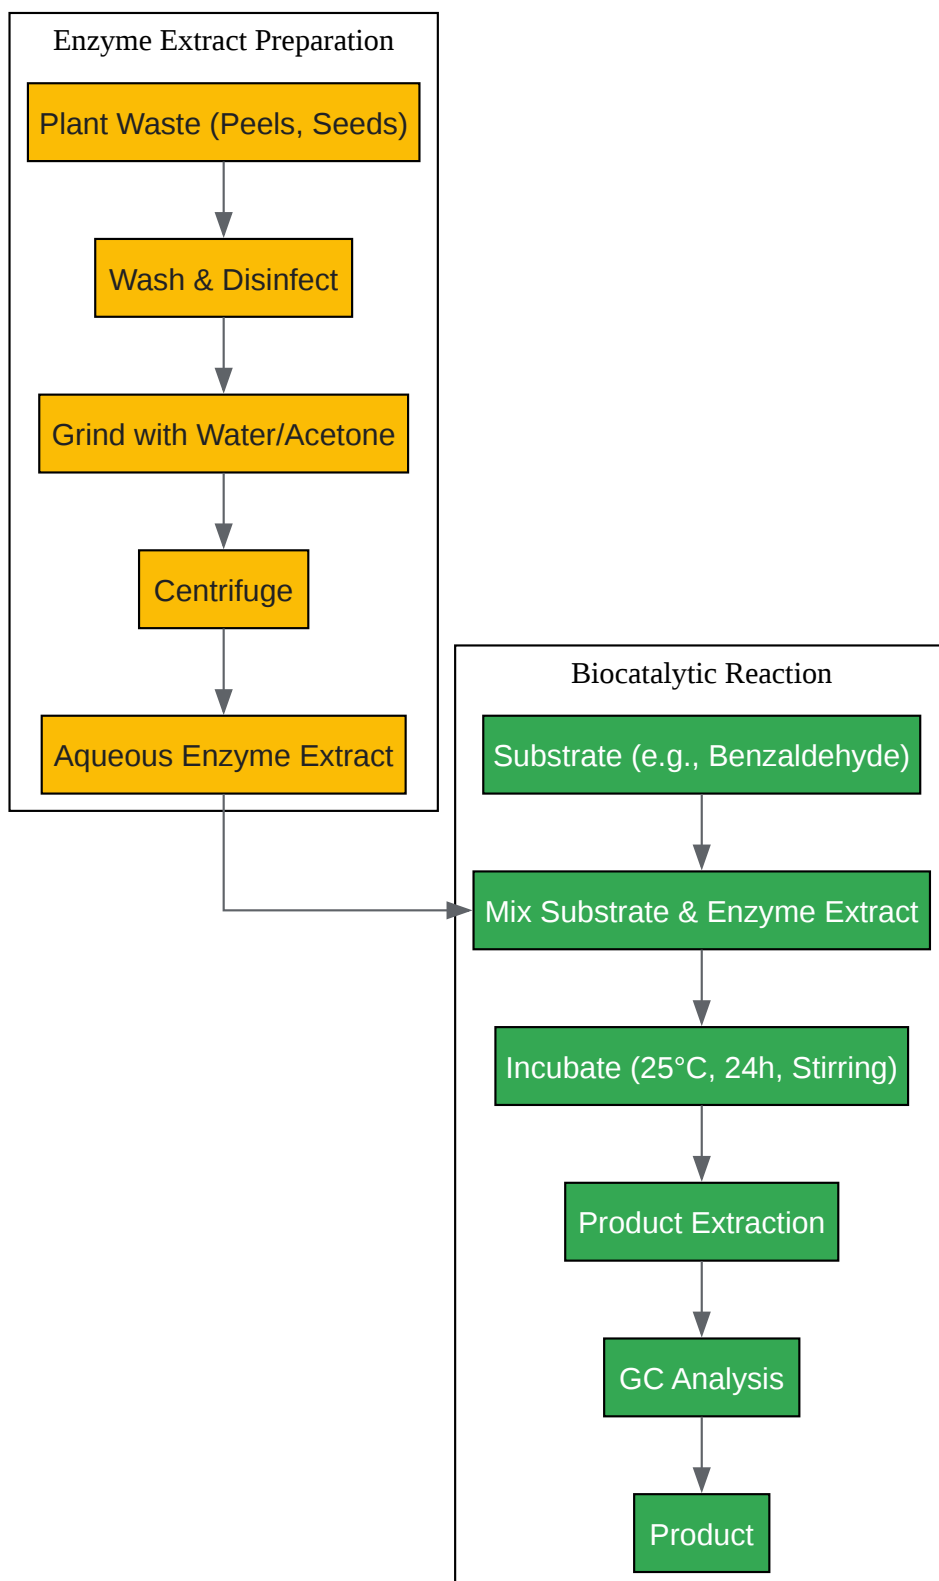 Enzyme Extract Preparation
Plant Waste (Peels, Seeds)
Wash & Disinfect
Grind with Water/Acetone
Centrifuge
Aqueous Enzyme Extract
Biocatalytic Reaction
Substrate (e.g., Benzaldehyde)
Mix Substrate & Enzyme Extract
Incubate (25°C, 24h, Stirring)
Product Extraction
GC Analysis
Product